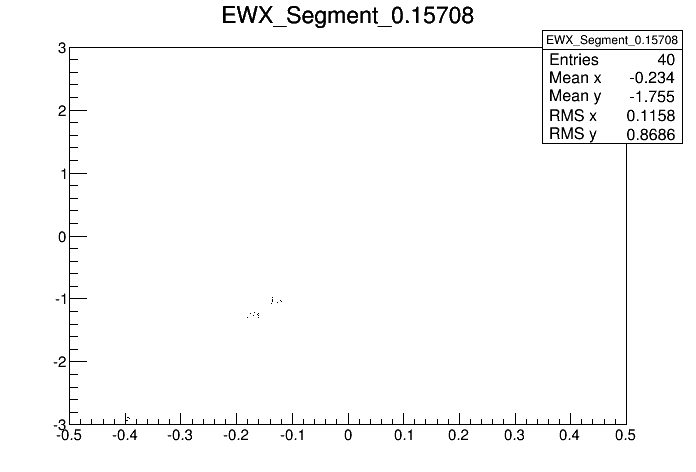 EWX_Segment_0.15708
EWX_Segment_0.15708
Entries 40
Mean x -0.234
Mean y -1.755
RMS x 0.1158
RMS y 0.8686
3
2
1
0
-1
-2
-3
-0.5 -0.4 -0.3 -0.2 -0.1 0 0.1 0.2 0.3 0.4 0.5